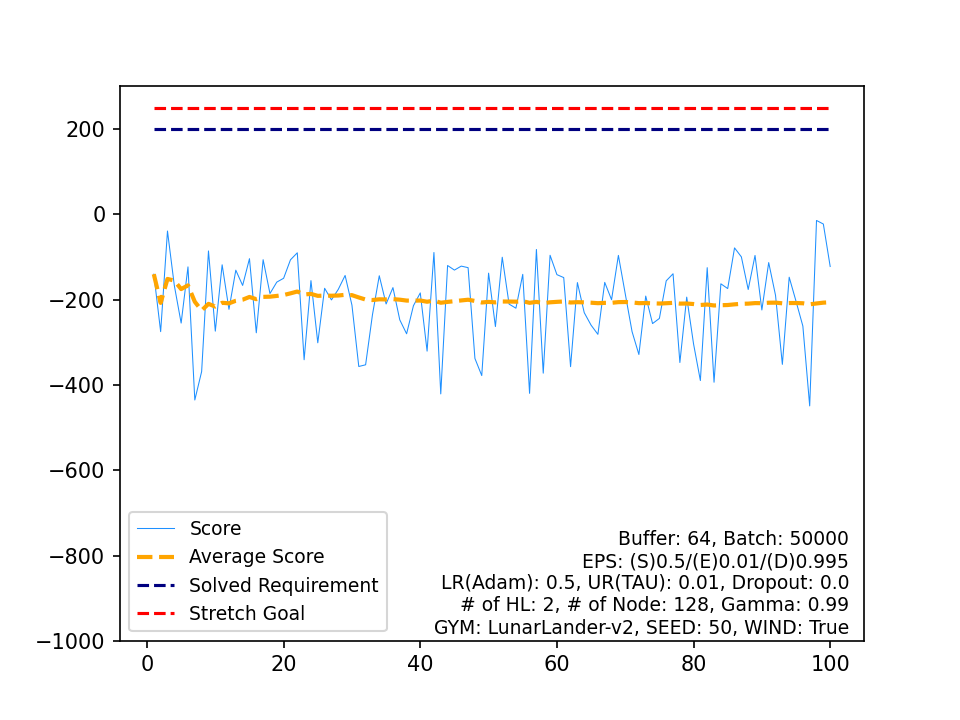 200
0
−200
−400
−600
−800
−1000
0 20 40 60 80 100
Score
Average Score
Solved Requirement
Stretch Goal
Buffer: 64, Batch: 50000
EPS: (S)0.5/(E)0.01/(D)0.995
LR(Adam): 0.5, UR(TAU): 0.01, Dropout: 0.0
# of HL: 2, # of Node: 128, Gamma: 0.99
GYM: LunarLander-v2, SEED: 50, WIND: True